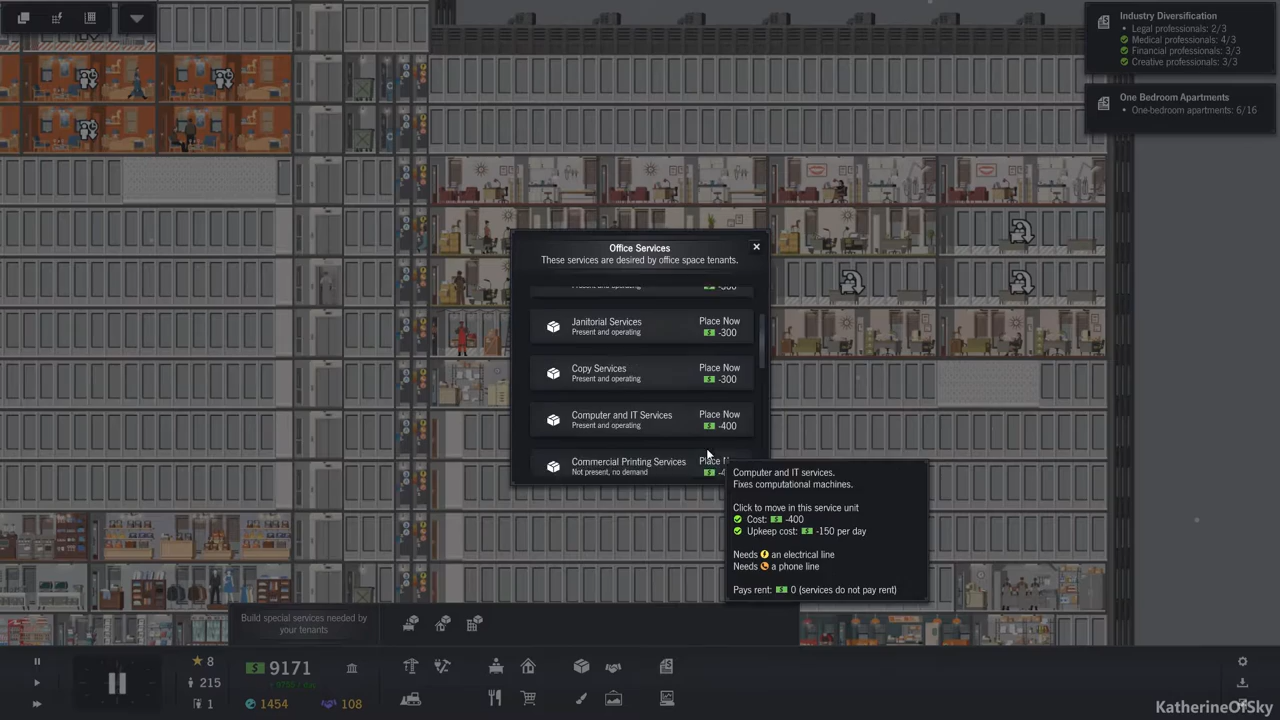 Industry Diversification
• Legal professionals: 2/3
Medical professionals: 4/3
Financial professionals: 3/3
Creative professionals: 3/3
One Bedroom Apartments
• One-bedroom apartments: 6/16
Office Services
These services are desired by office space tenants.
Present and operating
Janitorial Services
Place Now
Present and operating
-300
Copy Services
Place Now
Present and operating
-300
Computer and IT Services
Place Now
Present and operating
-400
Commercial Printing Services
Not present, no demand
Computer and IT services.
Fixes computational machines.
Click to move in this service unit
Cost: -400
Upkeep cost: -150 per day
Needs an electrical line
Needs a phone line
Pays rent: 0 (services do not pay rent)
Build special services needed by
your tenants
8
215
1
9171
1454
108
KatherineOfSky